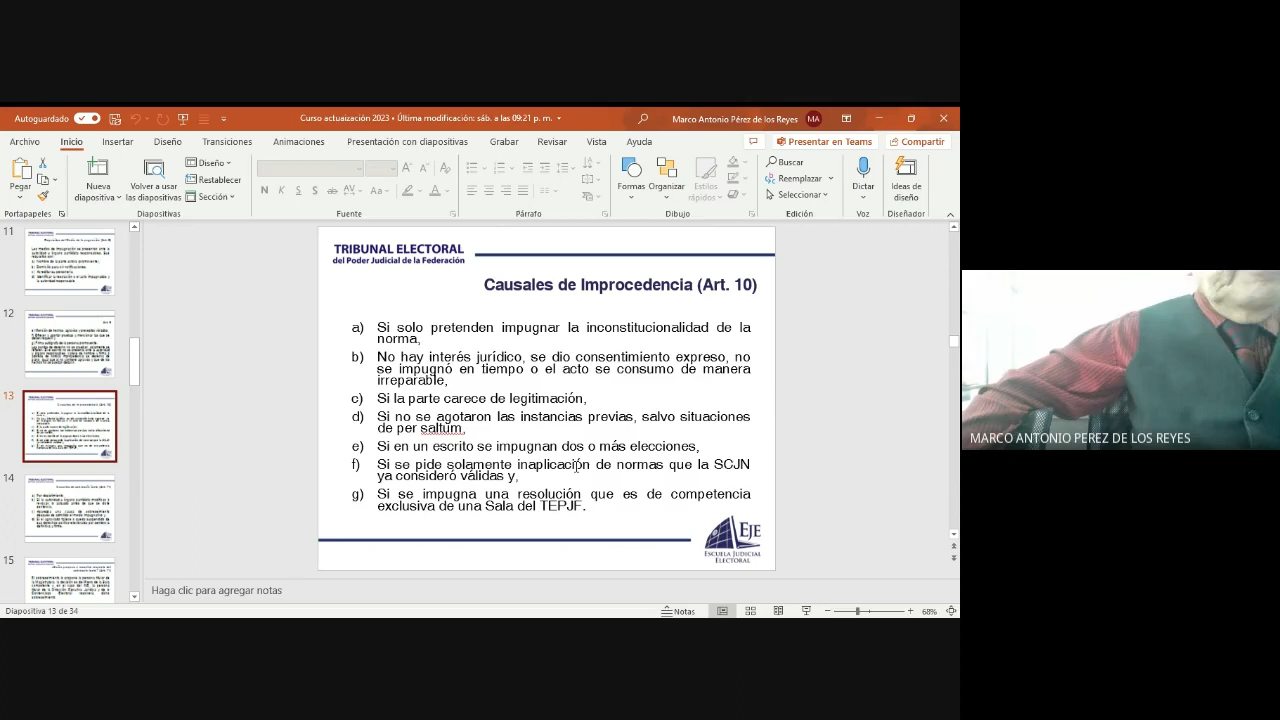 Autoguardado
Curso actuaización 2023 • Última modificación: sáb. a las 09:21 p. m.
Marco Antonio Pérez de los Reyes
MA
Archivo Inicio Insertar Diseño Transiciones Animaciones Presentación con diapositivas Grabar Revisar Vista Ayuda
Presentar en Teams
Compartir
Pegar
Nueva diapositiva
Volver a usar las diapositivas
Diseño
Restablecer
Sección
N K S S ab AV Aa A
Formas
Organizar
Estilos rápidos
Buscar
Reemplazar
Seleccionar
Dictar
Ideas de diseño
Portapapeles
Diapositivas
Fuente
Párrafo
Dibujo
Edición
Voz
Diseñador
11
12
13
14
15
TRIBUNAL ELECTORAL
del Poder Judicial de la Federación
Causales de Improcedencia (Art. 10)
a) Si solo pretenden impugnar la inconstitucionalidad de la
norma,
b) No hay interés jurídico, se dio consentimiento expreso, no
se impugnó en tiempo o el acto se consumo de manera
irreparable,
c) Si la parte carece de legitimación,
d) Si no se agotaron las instancias previas, salvo situaciones
de per saltum,
e) Si en un escrito se impugnan dos o más elecciones,
f) Si se pide solamente inaplicación de normas que la SCJN
ya consideró válidas y,
g) Si se impugna una resolución que es de competencia
exclusiva de una Sala del TEPJF.
EJE
ESCUELA JUDICIAL
ELECTORAL
Haga clic para agregar notas
Diapositiva 13 de 34
Notas
68%
MARCO ANTONIO PEREZ DE LOS REYES